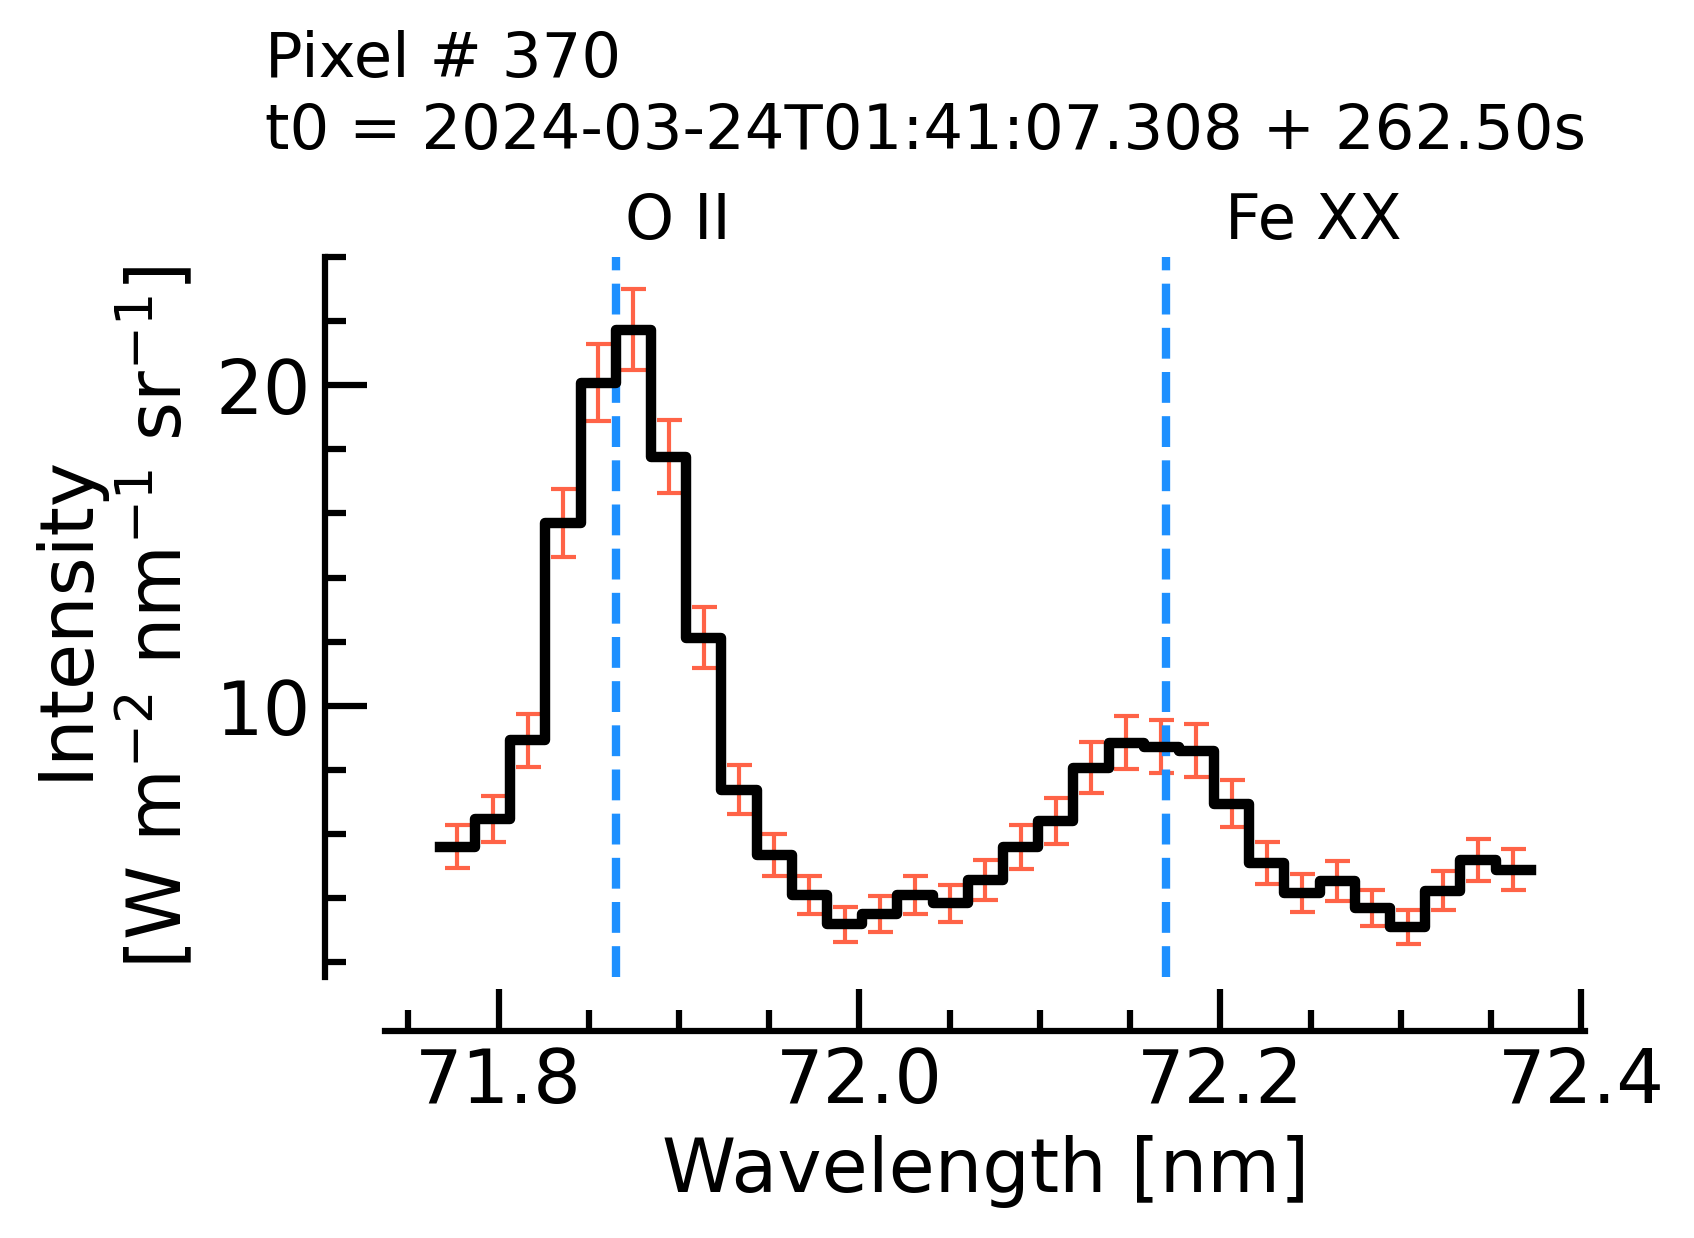 Pixel # 370
t0 = 2024-03-24T01:41:07.308 + 262.50s
O II
Fe XX
Intensity
[W m⁻² nm⁻¹ sr⁻¹]
20
10
71.8
72.0
72.2
72.4
Wavelength [nm]